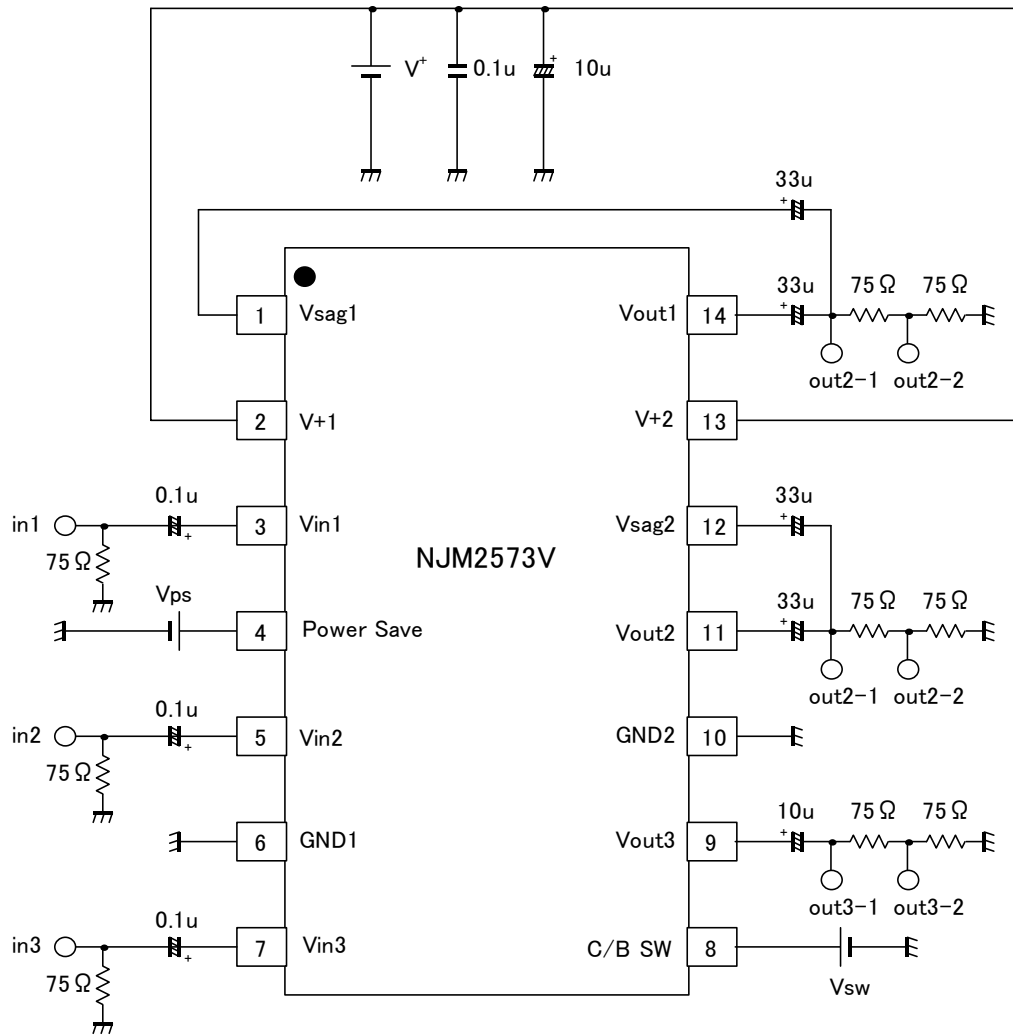 V+ 0.1u + 10u
33u
+
1 Vsag1 Vout1 14 33u + 75Ω 75Ω
out2-1 out2-2
2 V+1 V+2 13
in1 0.1u + 75Ω 3 Vin1 Vsag2 12 33u +
NJM2573V
Vps 4 Power Save Vout2 11 33u + 75Ω 75Ω
out2-1 out2-2
in2 0.1u + 75Ω 5 Vin2 GND2 10
6 GND1 Vout3 9 10u + 75Ω 75Ω
out3-1 out3-2
in3 0.1u + 75Ω 7 Vin3 C/B SW 8
Vsw